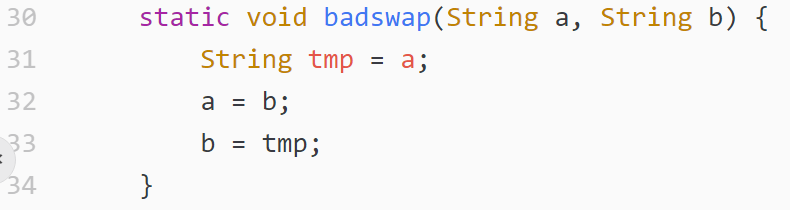 30 static void badswap(String a, String b) {
31 String tmp = a;
32 a = b;
33 b = tmp;
34 }